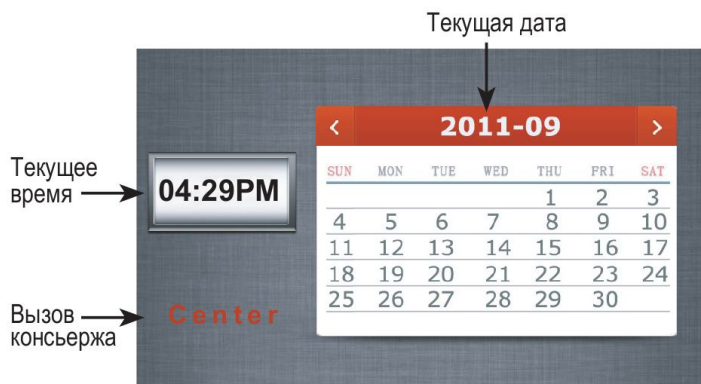 Текущая дата
< 2011-09 >
SUN MON TUE WED THU FRI SAT
1 2 3
4 5 6 7 8 9 10
11 12 13 14 15 16 17
18 19 20 21 22 23 24
25 26 27 28 29 30
Текущее
время
04:29PM
Вызов
консьержа
Center